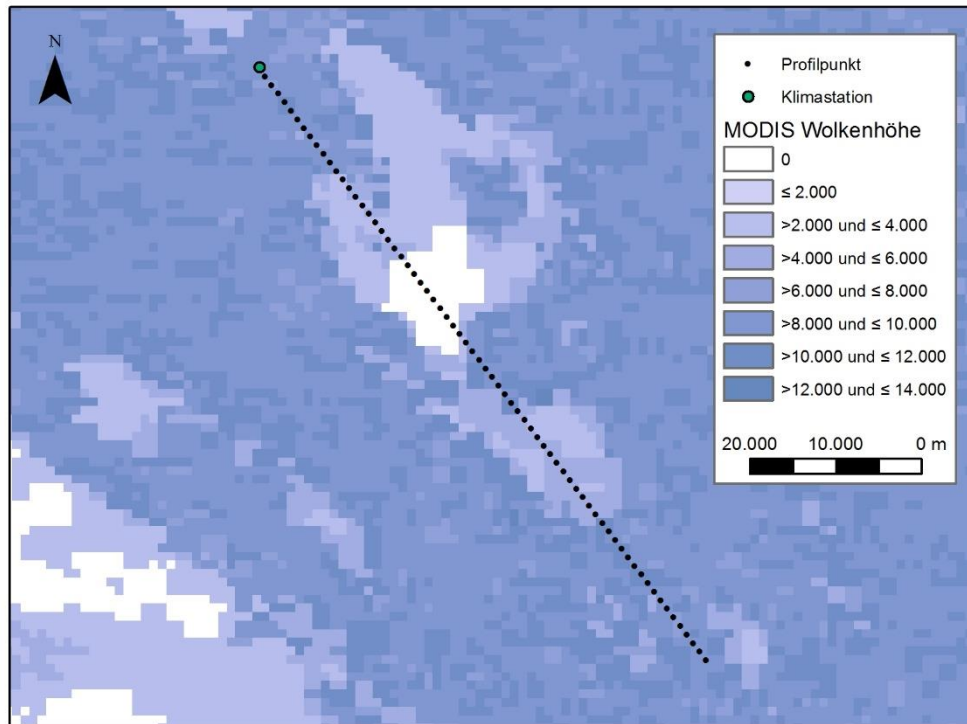 N
Profilpunkt
Klimastation
MODIS Wolkenhöhe
0
≤ 2.000
>2.000 und ≤ 4.000
>4.000 und ≤ 6.000
>6.000 und ≤ 8.000
>8.000 und ≤ 10.000
>10.000 und ≤ 12.000
>12.000 und ≤ 14.000
20.000 10.000 0 m